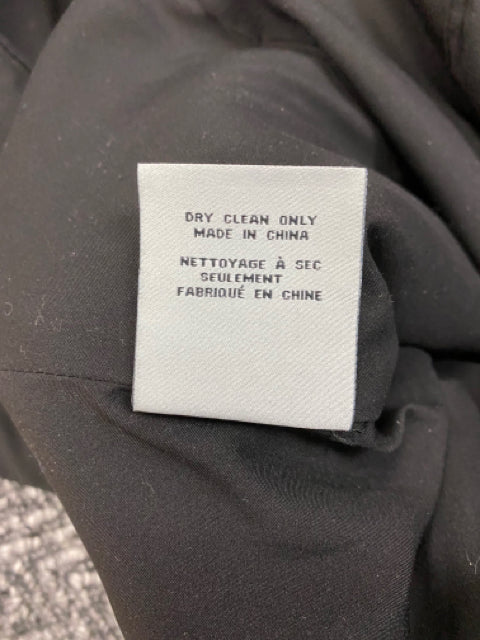 DRY CLEAN ONLY
MADE IN CHINA
NETTOYAGE À SEC
SEULEMENT
FABRIQUÉ EN CHINE